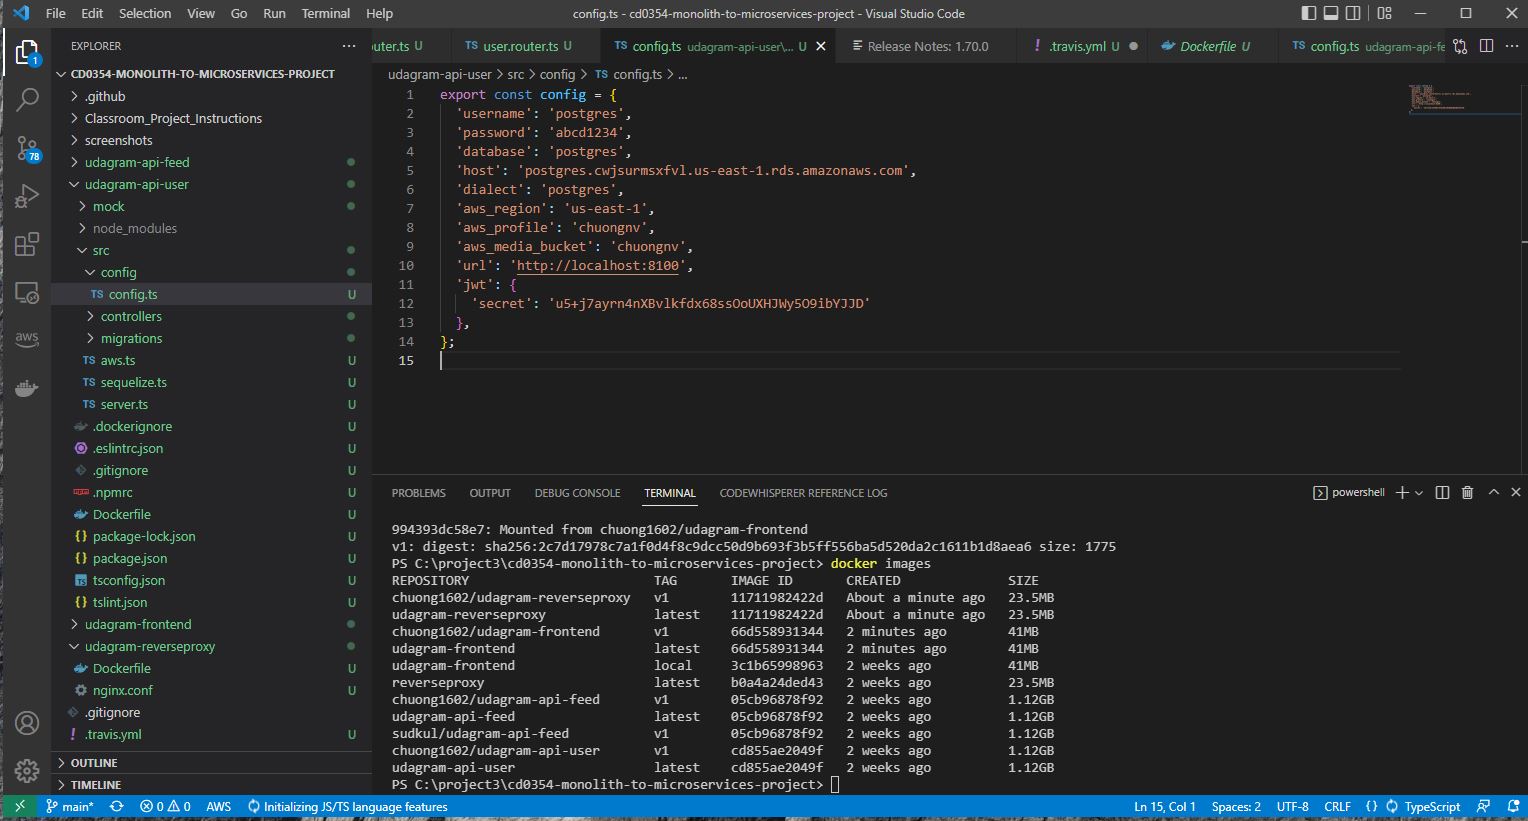 File Edit Selection View Go Run Terminal Help
config.ts - cd0354-monolith-to-microservices-project - Visual Studio Code
EXPLORER
outer.ts U
TS user.router.ts U
TS config.ts udagram-api-user\... U
Release Notes: 1.70.0
! .travis.yml U
Dockerfile U
TS config.ts udagram-api-fe
1
78
aws
CD0354-MONOLITH-TO-MICROSERVICES-PROJECT
.github
Classroom_Project_Instructions
screenshots
udagram-api-feed
udagram-api-user
mock
node_modules
src
config
TS config.ts U
controllers
migrations
TS aws.ts U
TS sequelize.ts U
TS server.ts U
.dockerignore U
.eslintrc.json U
.gitignore U
.npmrc U
Dockerfile U
{} package-lock.json U
{} package.json U
TS tsconfig.json U
{} tslint.json U
udagram-frontend
udagram-reverseproxy
Dockerfile U
nginx.conf U
.gitignore
! .travis.yml U
OUTLINE
TIMELINE
udagram-api-user > src > config > TS config.ts > ...
1 export const config = {
2 'username': 'postgres',
3 'password': 'abcd1234',
4 'database': 'postgres',
5 'host': 'postgres.cwjsurmsxfvl.us-east-1.rds.amazonaws.com',
6 'dialect': 'postgres',
7 'aws_region': 'us-east-1',
8 'aws_profile': 'chuongnv',
9 'aws_media_bucket': 'chuongnv',
10 'url': 'http://localhost:8100',
11 'jwt': {
12 'secret': 'u5+j7ayrn4nXBvlkfdx68ssOoUXHJWy5O9ibYJJD'
13 },
14 };
15
PROBLEMS OUTPUT DEBUG CONSOLE TERMINAL CODEWHISPERER REFERENCE LOG
powershell
994393dc58e7: Mounted from chuong1602/udagram-frontend
v1: digest: sha256:2c7d17978c7a1f0d4f8c9dcc50d9b693f3b5ff556ba5d520da2c1611b1d8aea6 size: 1775
PS C:\project3\cd0354-monolith-to-microservices-project> docker images
REPOSITORY TAG IMAGE ID CREATED SIZE
chuong1602/udagram-reverseproxy v1 11711982422d About a minute ago 23.5MB
udagram-reverseproxy latest 11711982422d About a minute ago 23.5MB
chuong1602/udagram-frontend v1 66d558931344 2 minutes ago 41MB
udagram-frontend latest 66d558931344 2 minutes ago 41MB
udagram-frontend local 3c1b65998963 2 weeks ago 41MB
reverseproxy latest b0a4a24ded43 2 weeks ago 23.5MB
chuong1602/udagram-api-feed v1 05cb96878f92 2 weeks ago 1.12GB
udagram-api-feed latest 05cb96878f92 2 weeks ago 1.12GB
sudkul/udagram-api-feed v1 05cb96878f92 2 weeks ago 1.12GB
chuong1602/udagram-api-user v1 cd855ae2049f 2 weeks ago 1.12GB
udagram-api-user latest cd855ae2049f 2 weeks ago 1.12GB
PS C:\project3\cd0354-monolith-to-microservices-project>
main* 0 0 AWS Initializing JS/TS language features
Ln 15, Col 1 Spaces: 2 UTF-8 CRLF {} TypeScript